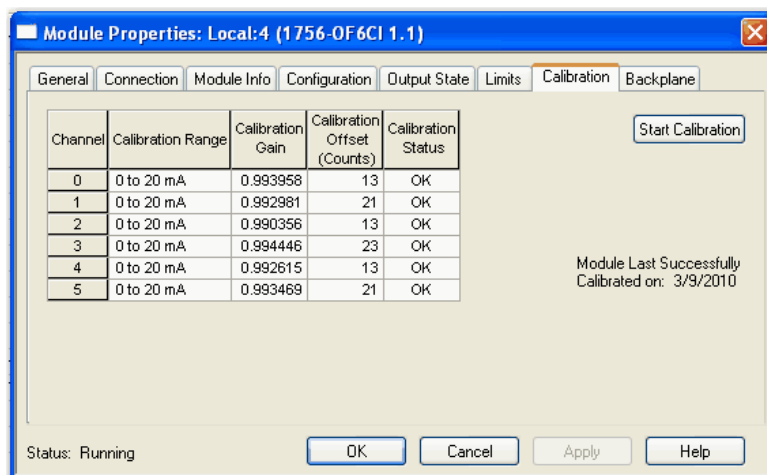 Module Properties: Local:4 (1756-OF6CI 1.1)
General Connection Module Info Configuration Output State Limits Calibration Backplane
Channel Calibration Range Calibration Gain Calibration Offset (Counts) Calibration Status
0 0 to 20 mA 0.993958 13 OK
1 0 to 20 mA 0.992981 21 OK
2 0 to 20 mA 0.990356 13 OK
3 0 to 20 mA 0.994446 23 OK
4 0 to 20 mA 0.992615 13 OK
5 0 to 20 mA 0.993469 21 OK
Start Calibration
Module Last Successfully
Calibrated on: 3/9/2010
Status: Running
OK Cancel Apply Help